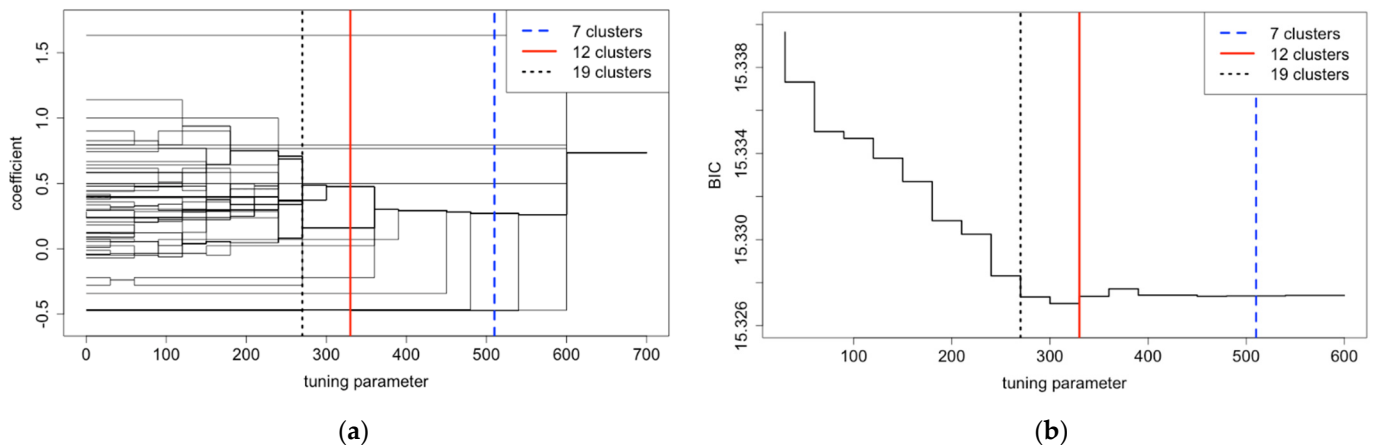 7 clusters
12 clusters
19 clusters
coefficient
1.5
1.0
0.5
0.0
-0.5
0 100 200 300 400 500 600 700
tuning parameter
(a)
7 clusters
12 clusters
19 clusters
BIC
15.338
15.334
15.330
15.326
100 200 300 400 500 600
tuning parameter
(b)